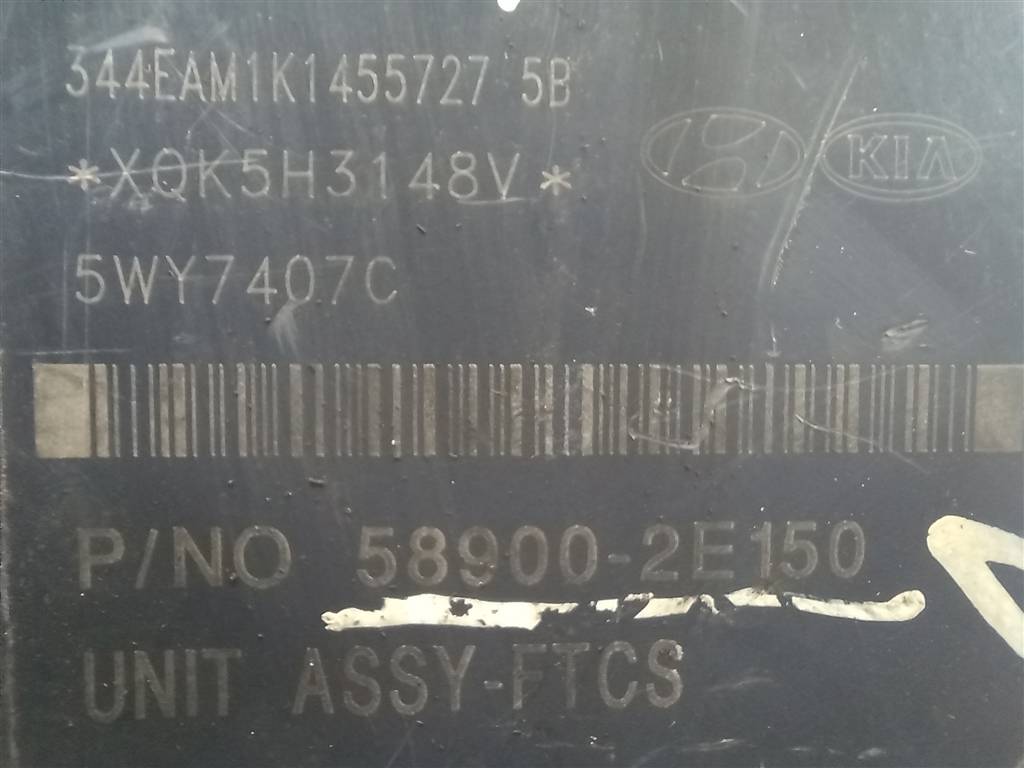 344EAM1K1455727 5B
*XQK5H3148V*
KIA
5WY7407C
P/NO 58900-2E150
UNIT ASSY-FTCS